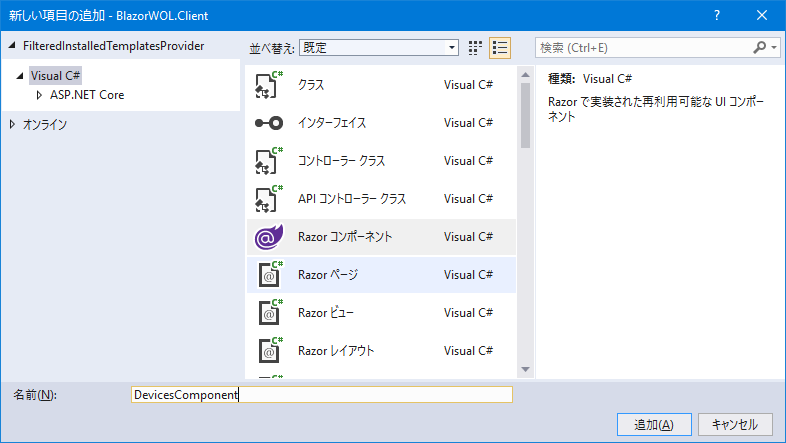 新しい項目の追加 - BlazorWOL.Client
FilteredInstalledTemplatesProvider
Visual C#
ASP.NET Core
オンライン
並べ替え: 既定
検索 (Ctrl+E)
クラス Visual C#
インターフェイス Visual C#
コントローラー クラス Visual C#
API コントローラー クラス Visual C#
Razor コンポーネント Visual C#
Razor ページ Visual C#
Razor ビュー Visual C#
Razor レイアウト Visual C#
種類: Visual C#
Razor で実装された再利用可能な UI コンポー
ネント
名前(N): DevicesComponent
追加(A) キャンセル